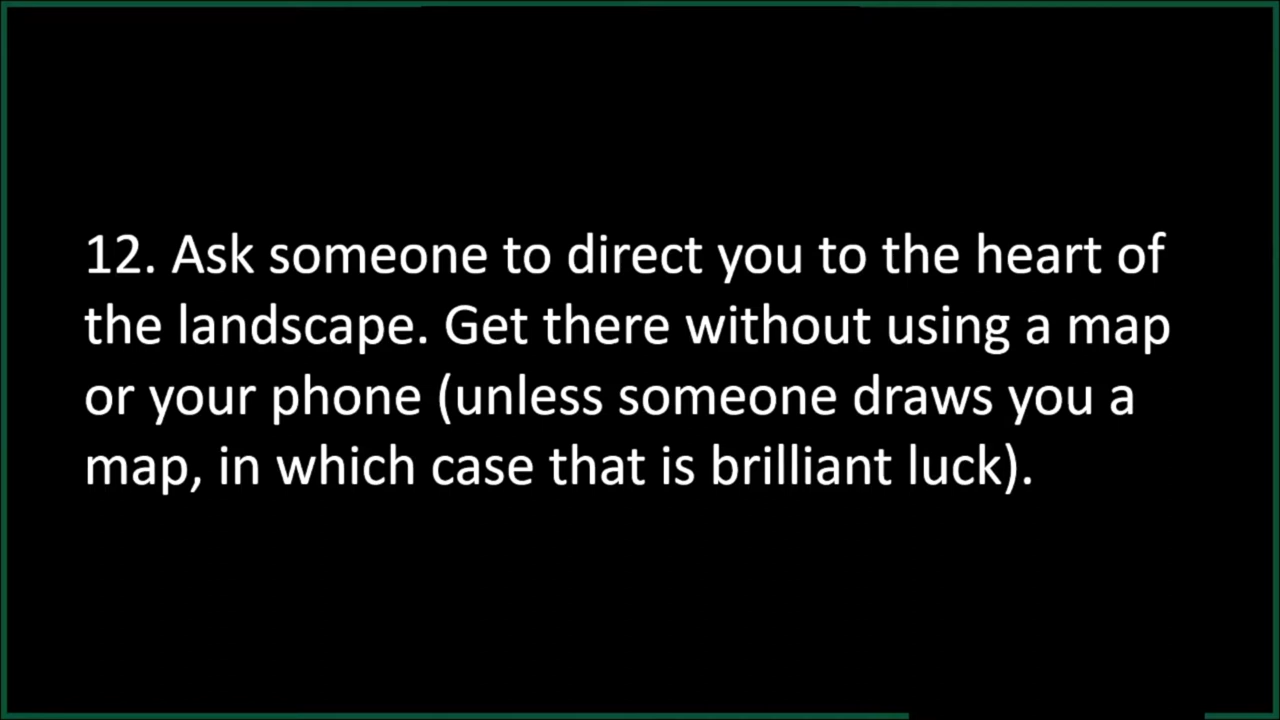 12. Ask someone to direct you to the heart of
the landscape. Get there without using a map
or your phone (unless someone draws you a
map, in which case that is brilliant luck).